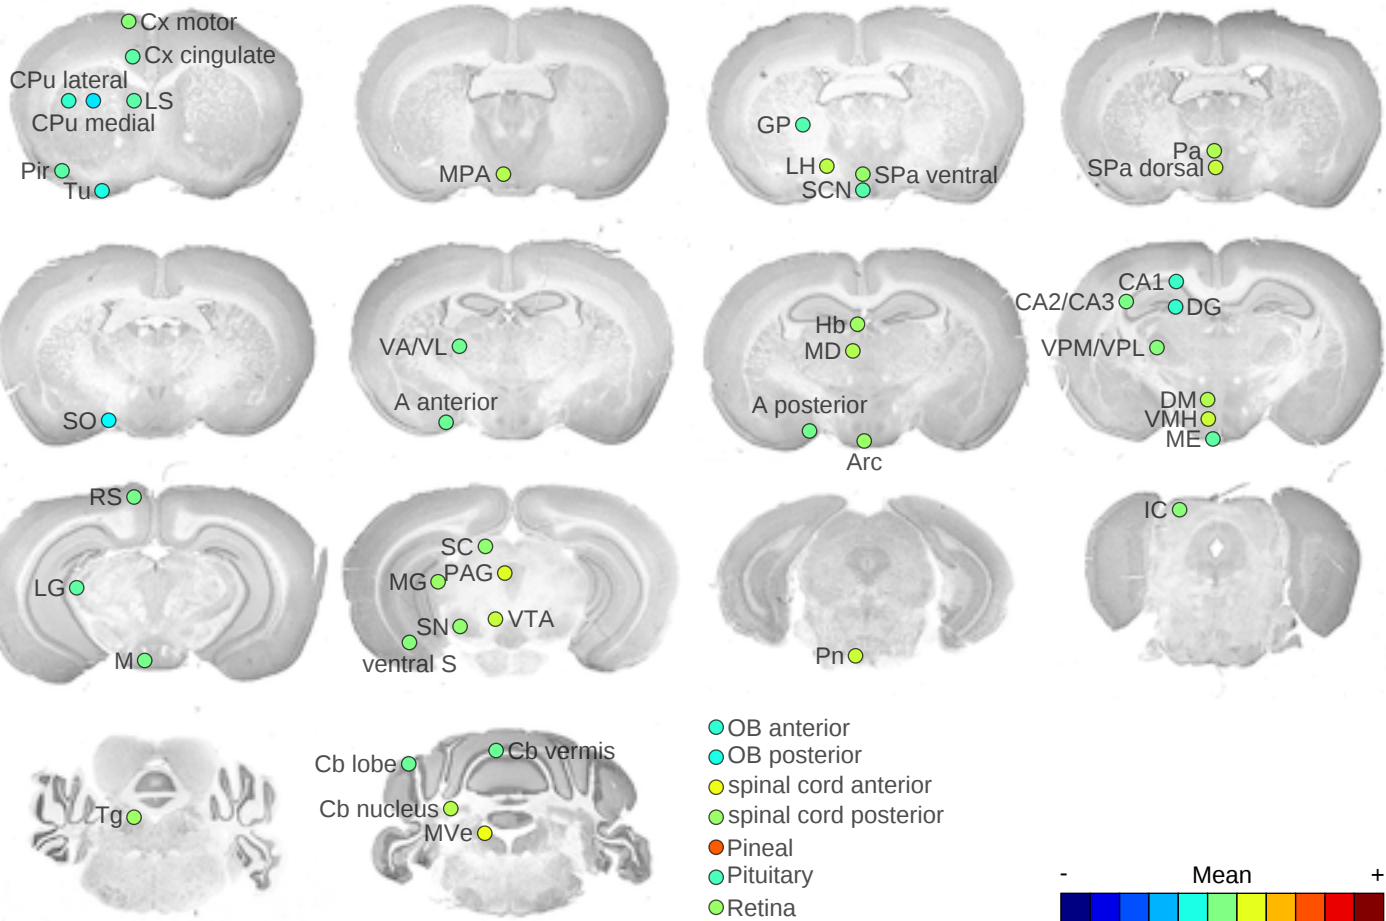 Cx motor
Cx cingulate
CPu lateral
LS
CPu medial
Pir
Tu
MPA
GP
LH
SPa ventral
SCN
Pa
SPa dorsal
SO
VA/VL
A anterior
Hb
MD
A posterior
Arc
CA1
CA2/CA3
DG
VPM/VPL
DM
VMH
ME
RS
LG
M
SC
PAG
MG
VTA
SN
ventral S
Pn
IC
Tg
Cb vermis
Cb lobe
Cb nucleus
MVe
OB anterior
OB posterior
spinal cord anterior
spinal cord posterior
Pineal
Pituitary
Retina
- Mean +